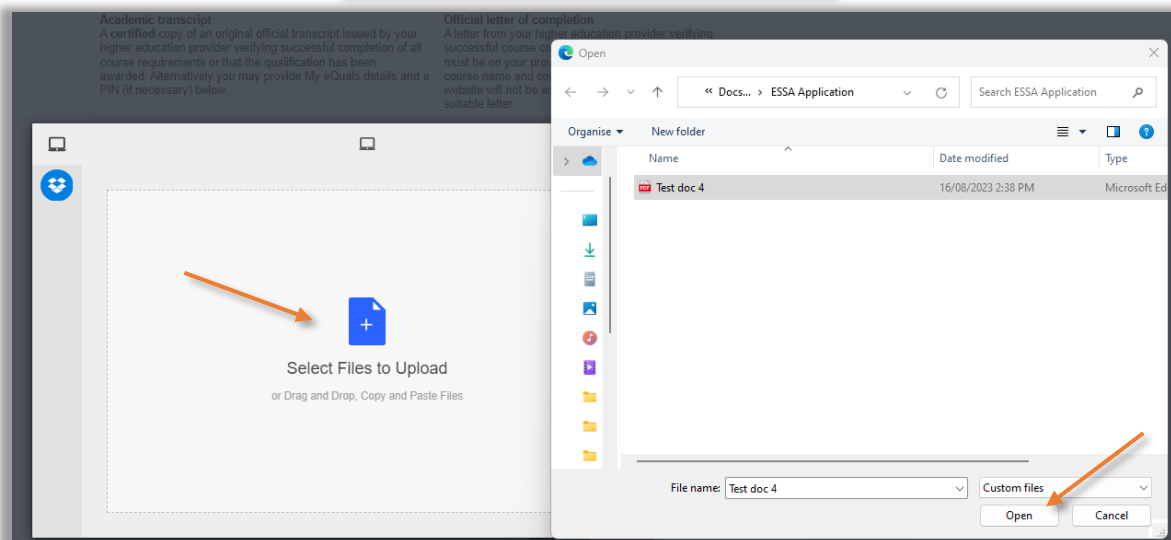 Academic transcript
A certified copy of an original official transcript issued by your
higher education provider verifying successful completion of all
course requirements or that the qualification has been
awarded. Alternatively you may provide My eQuals details and a
PIN (if necessary) below.
Official letter of completion
A letter from your higher education provider verifying
successful course co
must be on your prov
course name and co
website will not be a
suitable letter.
Select Files to Upload
or Drag and Drop, Copy and Paste Files
Open
« Docs... › ESSA Application
Search ESSA Application
Organise
New folder
Name
Date modified
Type
PDF
Test doc 4
16/08/2023 2:38 PM
Microsoft Ed
File name:
Test doc 4
Custom files
Open
Cancel